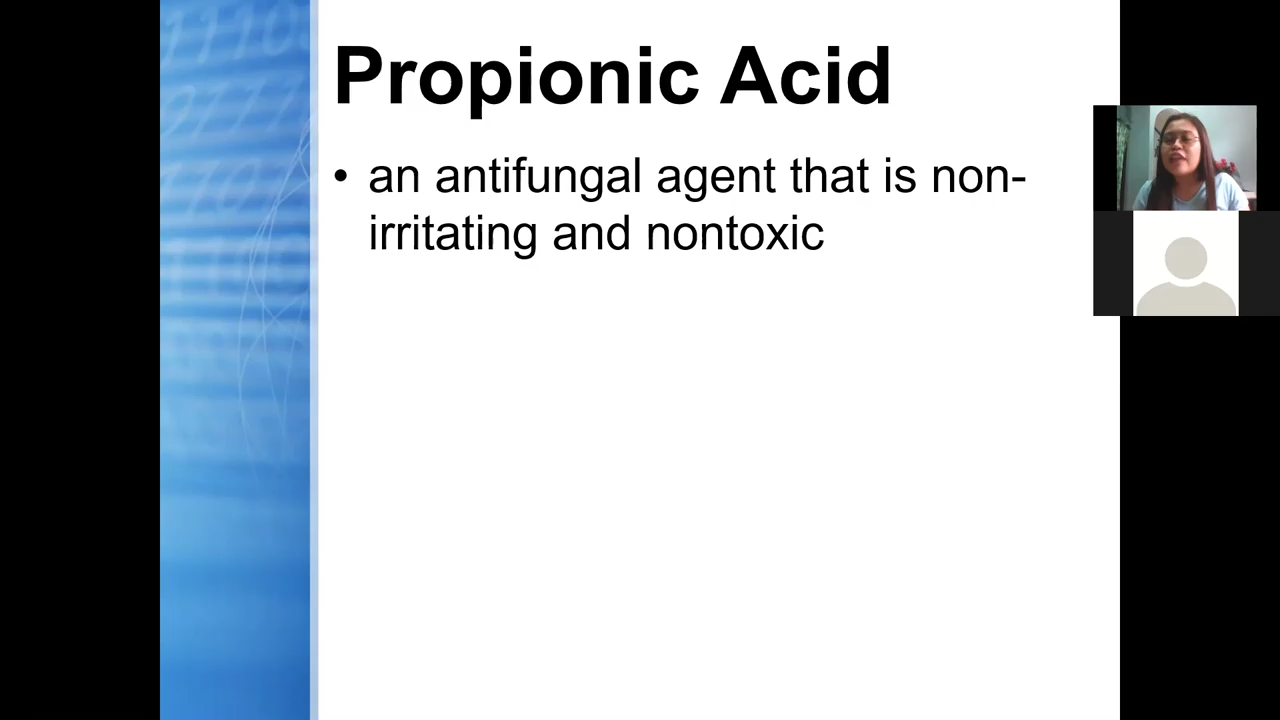 Propionic Acid
• an antifungal agent that is non-
irritating and nontoxic